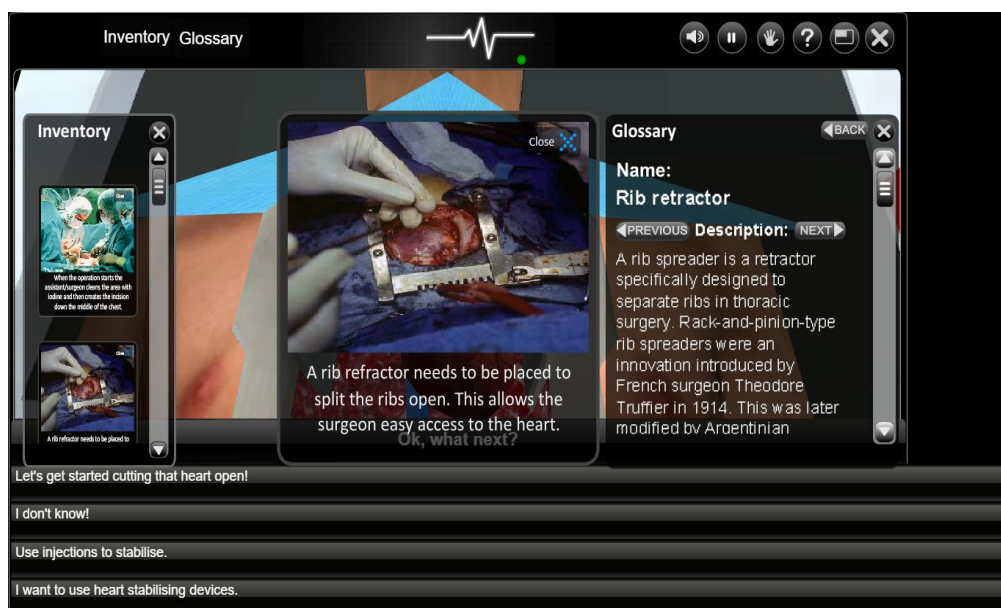 Inventory Glossary
Inventory
Close
When the operation starts the
assistant/surgeon cleans the area with
iodine and then creates the incision
down the middle of the chest.
Close
A rib refractor needs to be placed to
Close
A rib refractor needs to be placed to
split the ribs open. This allows the
surgeon easy access to the heart.
Ok, what next?
Glossary
BACK
Name:
Rib retractor
PREVIOUS Description: NEXT
A rib spreader is a retractor
specifically designed to
separate ribs in thoracic
surgery. Rack-and-pinion-type
rib spreaders were an
innovation introduced by
French surgeon Theodore
Truffier in 1914. This was later
modified by Argentinian
Let's get started cutting that heart open!
I don't know!
Use injections to stabilise.
I want to use heart stabilising devices.